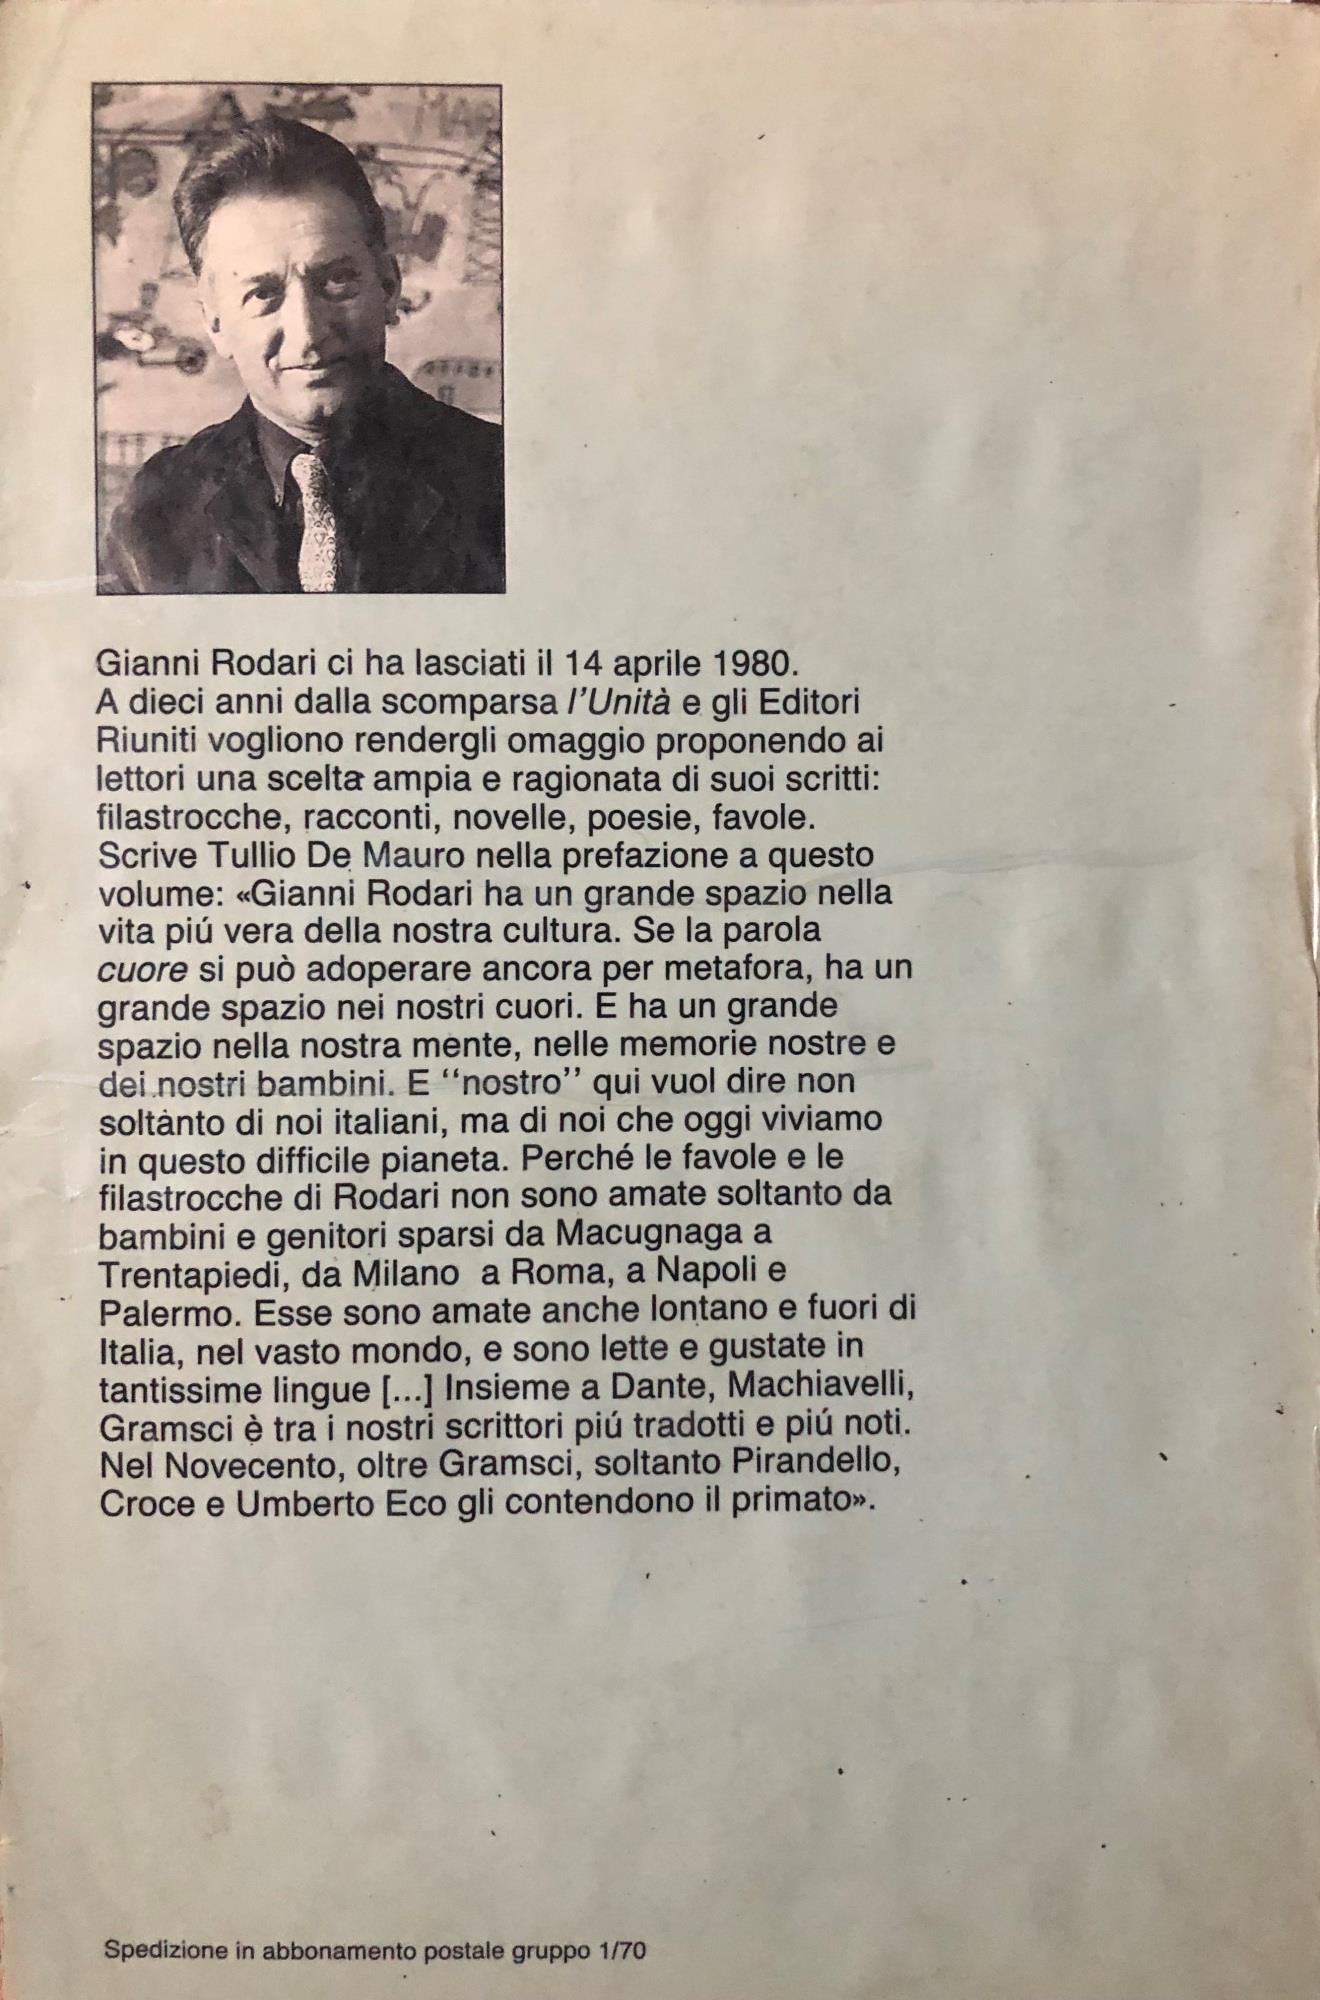 MAR
Gianni Rodari ci ha lasciati il 14 aprile 1980.
A dieci anni dalla scomparsa l'Unità e gli Editori
Riuniti vogliono rendergli omaggio proponendo ai
lettori una scelta ampia e ragionata di suoi scritti:
filastrocche, racconti, novelle, poesie, favole.
Scrive Tullio De Mauro nella prefazione a questo
volume: «Gianni Rodari ha un grande spazio nella
vita piú vera della nostra cultura. Se la parola
cuore si può adoperare ancora per metafora, ha un
grande spazio nei nostri cuori. E ha un grande
spazio nella nostra mente, nelle memorie nostre e
dei nostri bambini. E “nostro” qui vuol dire non
soltanto di noi italiani, ma di noi che oggi viviamo
in questo difficile pianeta. Perché le favole e le
filastrocche di Rodari non sono amate soltanto da
bambini e genitori sparsi da Macugnaga a
Trentapiedi, da Milano a Roma, a Napoli e
Palermo. Esse sono amate anche lontano e fuori di
Italia, nel vasto mondo, e sono lette e gustate in
tantissime lingue [...] Insieme a Dante, Machiavelli,
Gramsci è tra i nostri scrittori piú tradotti e piú noti.
Nel Novecento, oltre Gramsci, soltanto Pirandello,
Croce e Umberto Eco gli contendono il primato».
Spedizione in abbonamento postale gruppo 1/70